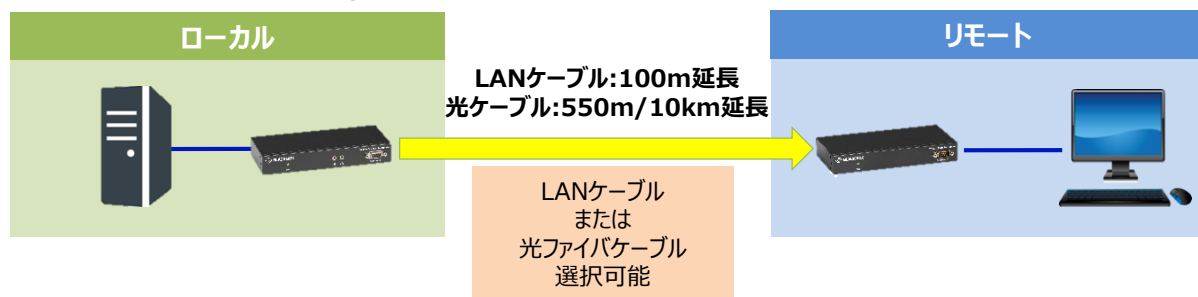 ローカル
リモート
LANケーブル:100m延長
光ケーブル:550m/10km延長
LANケーブル
または
光ファイバケーブル
選択可能